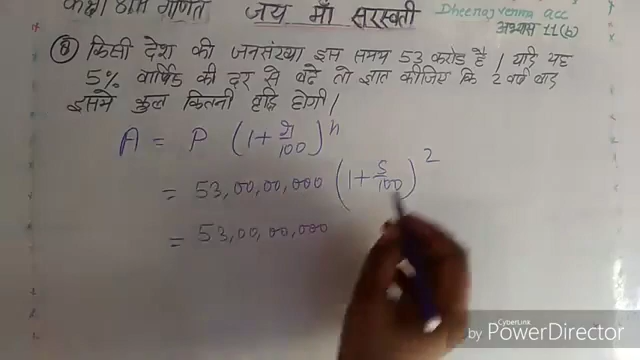 कक्षा 8वीं गणित जय माँ सरस्वती Dheeraj verma acc
अभ्यास 11(b)
⑧ किसी देश की जनसंख्या इस समय 53 करोड़ है / यदि यह
5% वार्षिक की दर से बढे तो ज्ञात कीजिए कि 2 वर्ष बाद
इसमे कुल कितनी वृद्धि होगी /
A = P (1+r/100)^n
= 53,00,00,000 (1+5/100)^2
= 53,00,00,000
CyberLink
by PowerDirector